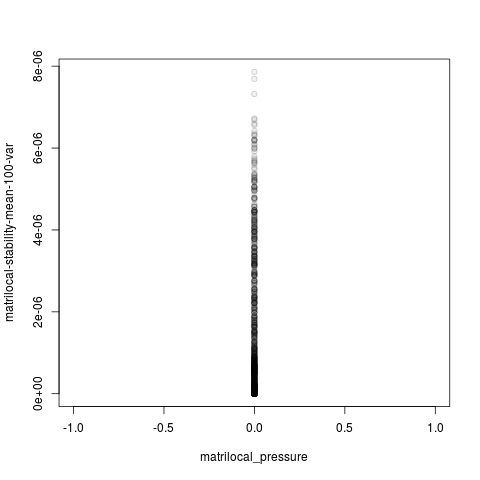 matrilocal-stability-mean-100-var
8e-06
6e-06
4e-06
2e-06
0e+00
-1.0 -0.5 0.0 0.5 1.0
matrilocal_pressure